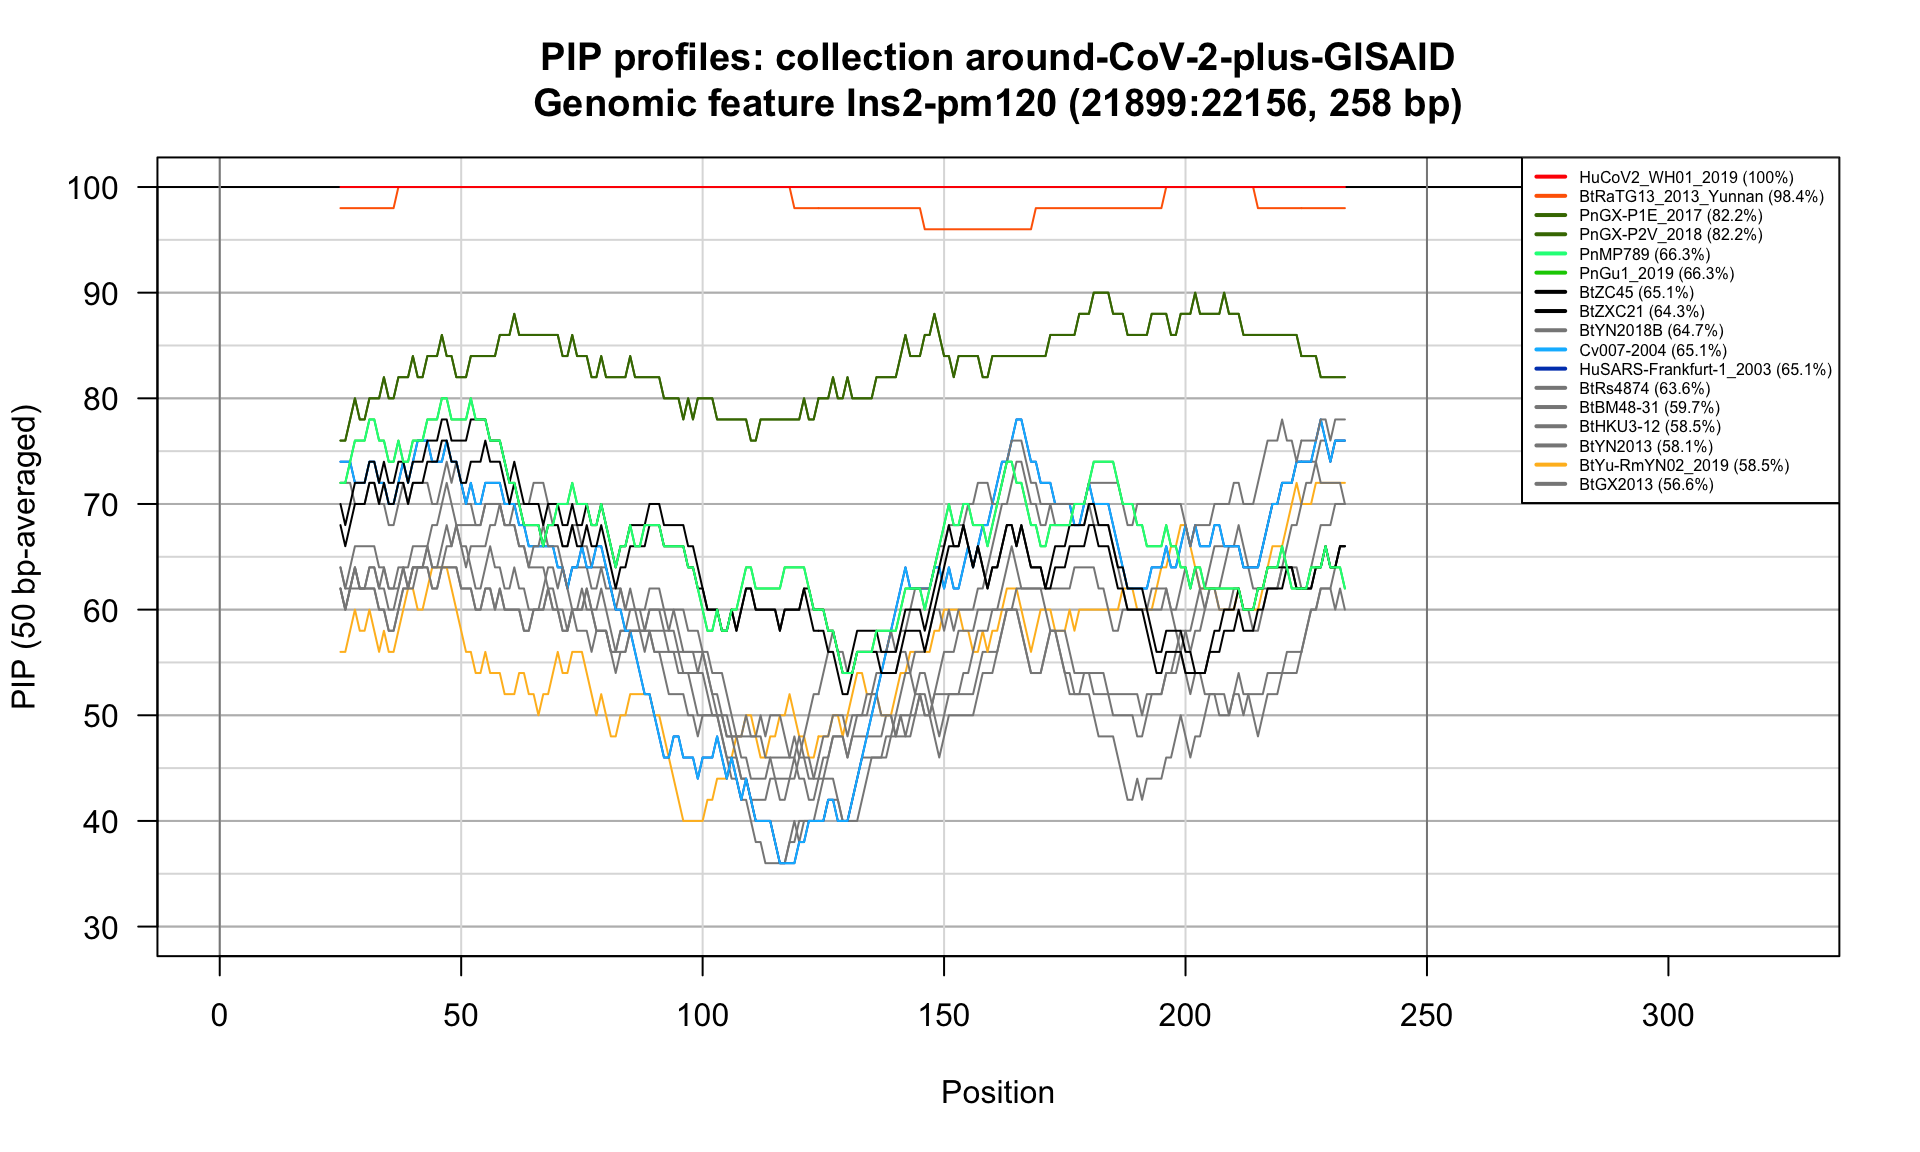 PIP profiles: collection around-CoV-2-plus-GISAID
Genomic feature Ins2-pm120 (21899:22156, 258 bp)
PIP (50 bp-averaged)
100
90
80
70
60
50
40
30
HuCoV2_WH01_2019 (100%)
BtRaTG13_2013_Yunnan (98.4%)
PnGX-P1E_2017 (82.2%)
PnGX-P2V_2018 (82.2%)
PnMP789 (66.3%)
PnGu1_2019 (66.3%)
BtZC45 (65.1%)
BtZXC21 (64.3%)
BtYN2018B (64.7%)
Cv007-2004 (65.1%)
HuSARS-Frankfurt-1_2003 (65.1%)
BtRs4874 (63.6%)
BtBM48-31 (59.7%)
BtHKU3-12 (58.5%)
BtYN2013 (58.1%)
BtYu-RmYN02_2019 (58.5%)
BtGX2013 (56.6%)
0 50 100 150 200 250 300
Position